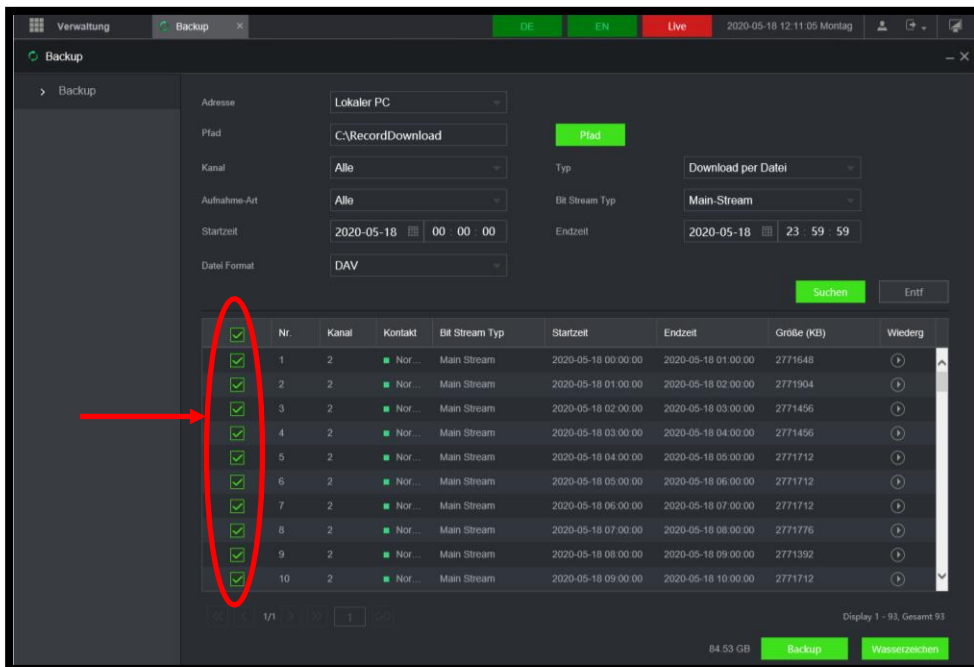 Verwaltung Backup × DE EN Live 2020-05-18 12:11:05 Montag
Backup
Backup
Adresse Lokaler PC
Pfad C:\RecordDownload Pfad
Kanal Alle Typ Download per Datei
Aufnahme-Art Alle Bit Stream Typ Main-Stream
Startzeit 2020-05-18 00 : 00 : 00 Endzeit 2020-05-18 23 : 59 : 59
Datei Format DAV
Suchen Entf
Nr. Kanal Kontakt Bit Stream Typ Startzeit Endzeit Größe (KB) Wiederg
1 2 Nor... Main Stream 2020-05-18 00:00:00 2020-05-18 01:00:00 2771648
2 2 Nor... Main Stream 2020-05-18 01:00:00 2020-05-18 02:00:00 2771904
3 2 Nor... Main Stream 2020-05-18 02:00:00 2020-05-18 03:00:00 2771456
4 2 Nor... Main Stream 2020-05-18 03:00:00 2020-05-18 04:00:00 2771456
5 2 Nor... Main Stream 2020-05-18 04:00:00 2020-05-18 05:00:00 2771712
6 2 Nor... Main Stream 2020-05-18 05:00:00 2020-05-18 06:00:00 2771712
7 2 Nor... Main Stream 2020-05-18 06:00:00 2020-05-18 07:00:00 2771712
8 2 Nor... Main Stream 2020-05-18 07:00:00 2020-05-18 08:00:00 2771776
9 2 Nor... Main Stream 2020-05-18 08:00:00 2020-05-18 09:00:00 2771392
10 2 Nor... Main Stream 2020-05-18 09:00:00 2020-05-18 10:00:00 2771712
1/1 1 Display 1 - 93, Gesamt 93
84.53 GB Backup Wasserzeichen